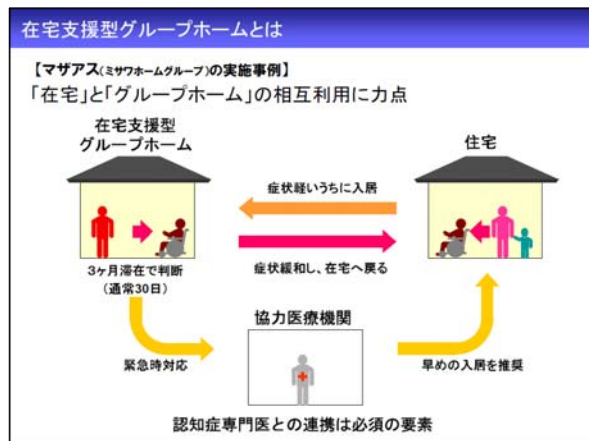 在宅支援型グループホームとは
【マザアス(ミサワホームグループ)の実施事例】
「在宅」と「グループホーム」の相互利用に力点
在宅支援型
グループホーム
住宅
症状軽いうちに入居
症状緩和し、在宅へ戻る
3ヶ月滞在で判断
(通常30日)
協力医療機関
緊急時対応
早めの入居を推奨
認知症専門医との連携は必須の要素